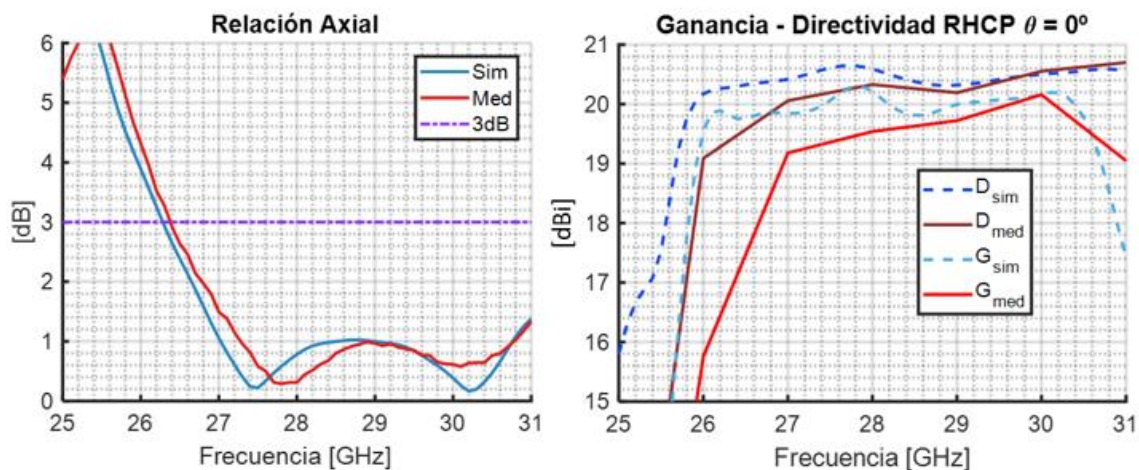 Relación Axial
6
5
4
3
2
1
0
[dB]
Sim
Med
3dB
25 26 27 28 29 30 31
Frecuencia [GHz]
Ganancia - Directividad RHCP θ = 0º
21
20
19
18
17
16
15
[dBi]
D_sim
D_med
G_sim
G_med
25 26 27 28 29 30 31
Frecuencia [GHz]